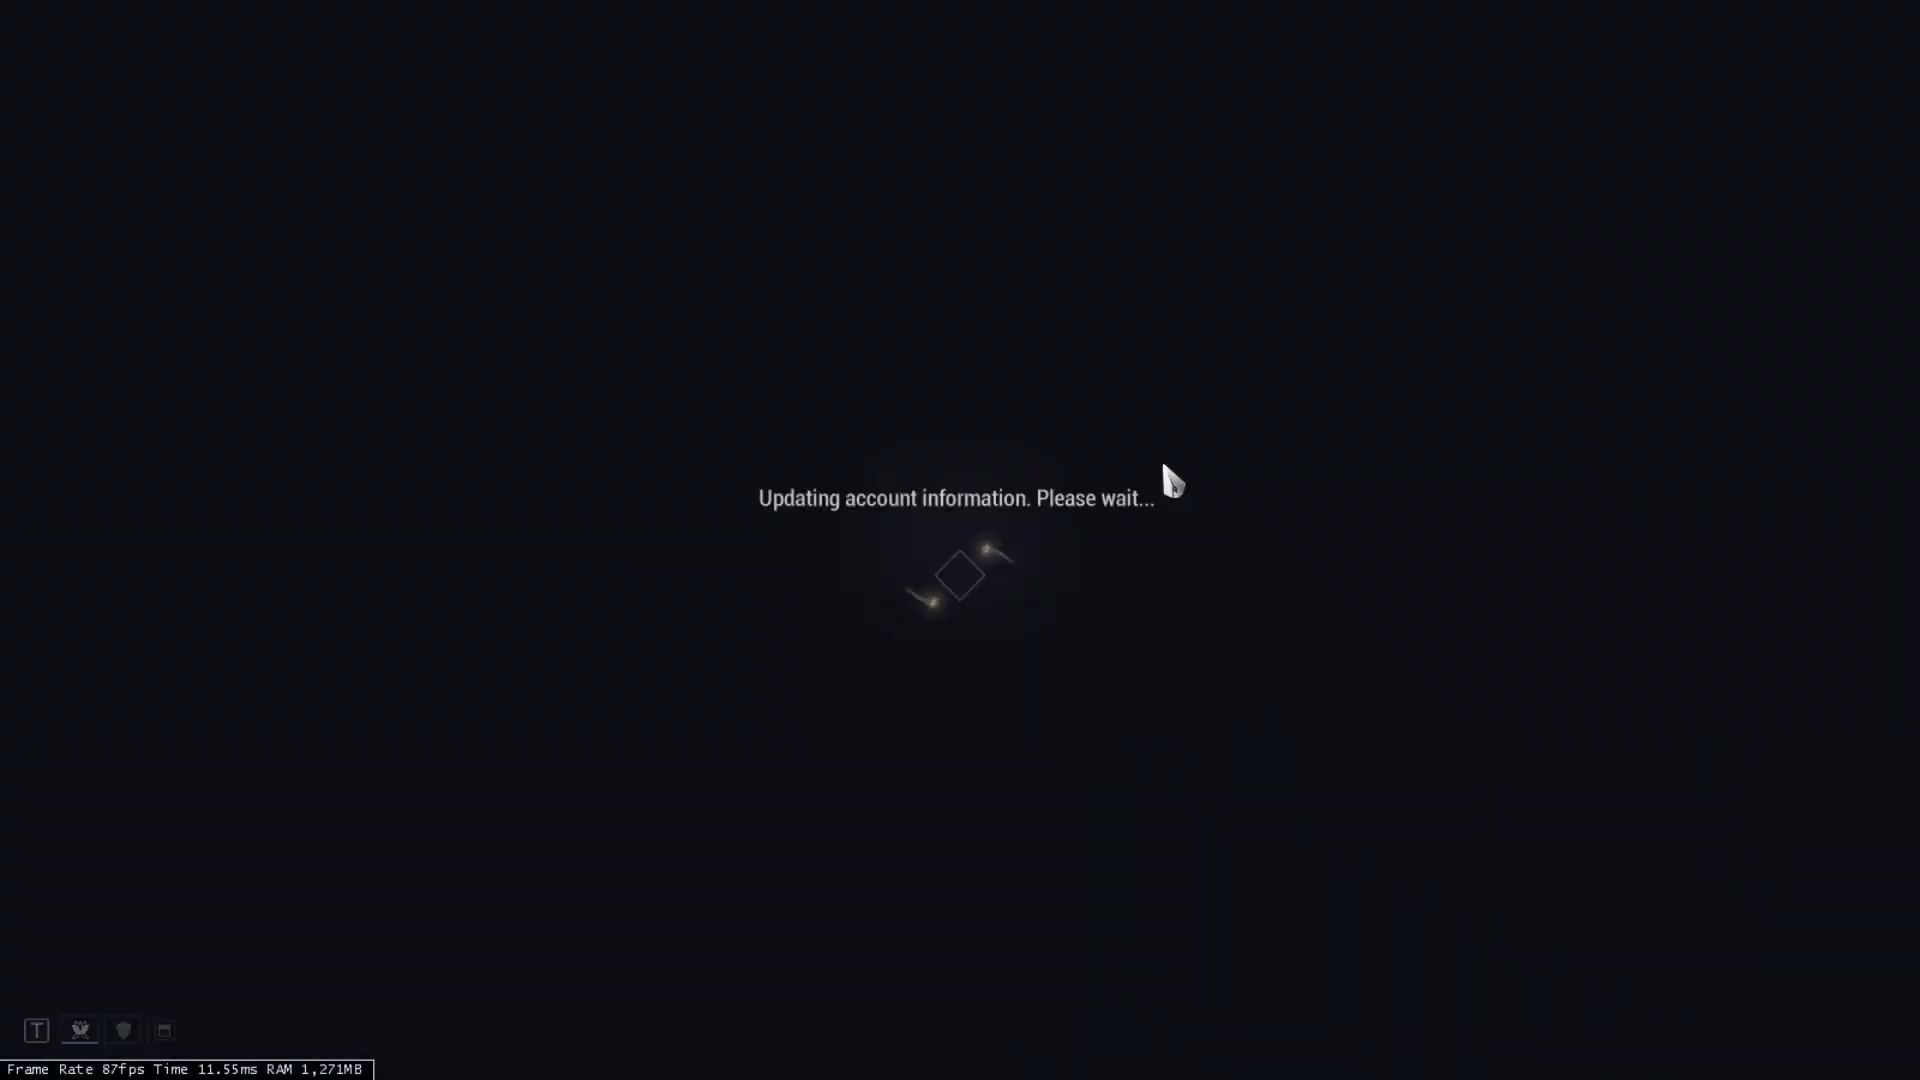 Updating account information. Please wait...
T
Frame Rate 87fps Time 11.55ms RAM 1,271MB